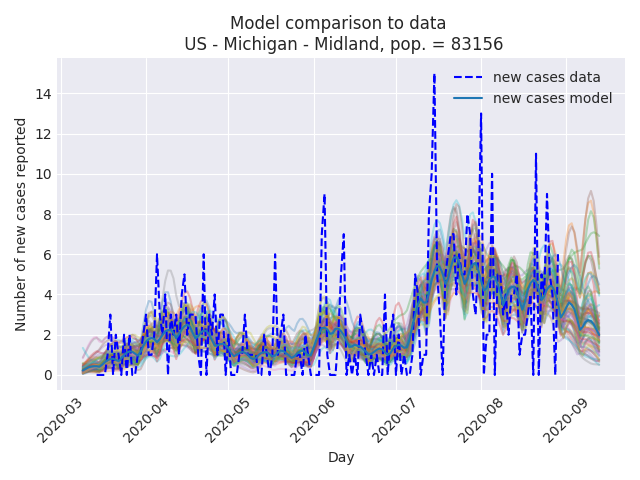 Model comparison to data
US - Michigan - Midland, pop. = 83156
new cases data
new cases model
Number of new cases reported
14
12
10
8
6
4
2
0
2020-03
2020-04
2020-05
2020-06
2020-07
2020-08
2020-09
Day